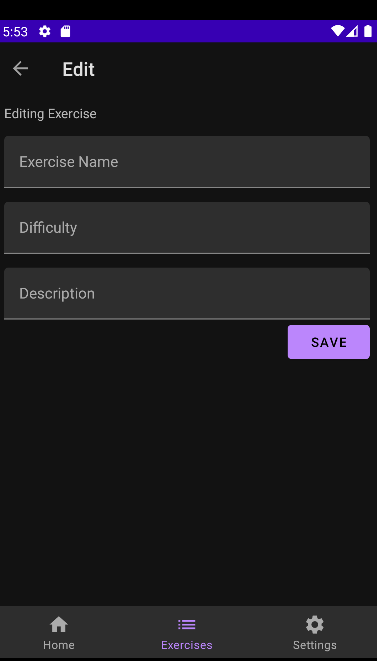 5:53
Edit
Editing Exercise
Exercise Name
Difficulty
Description
SAVE
Home
Exercises
Settings